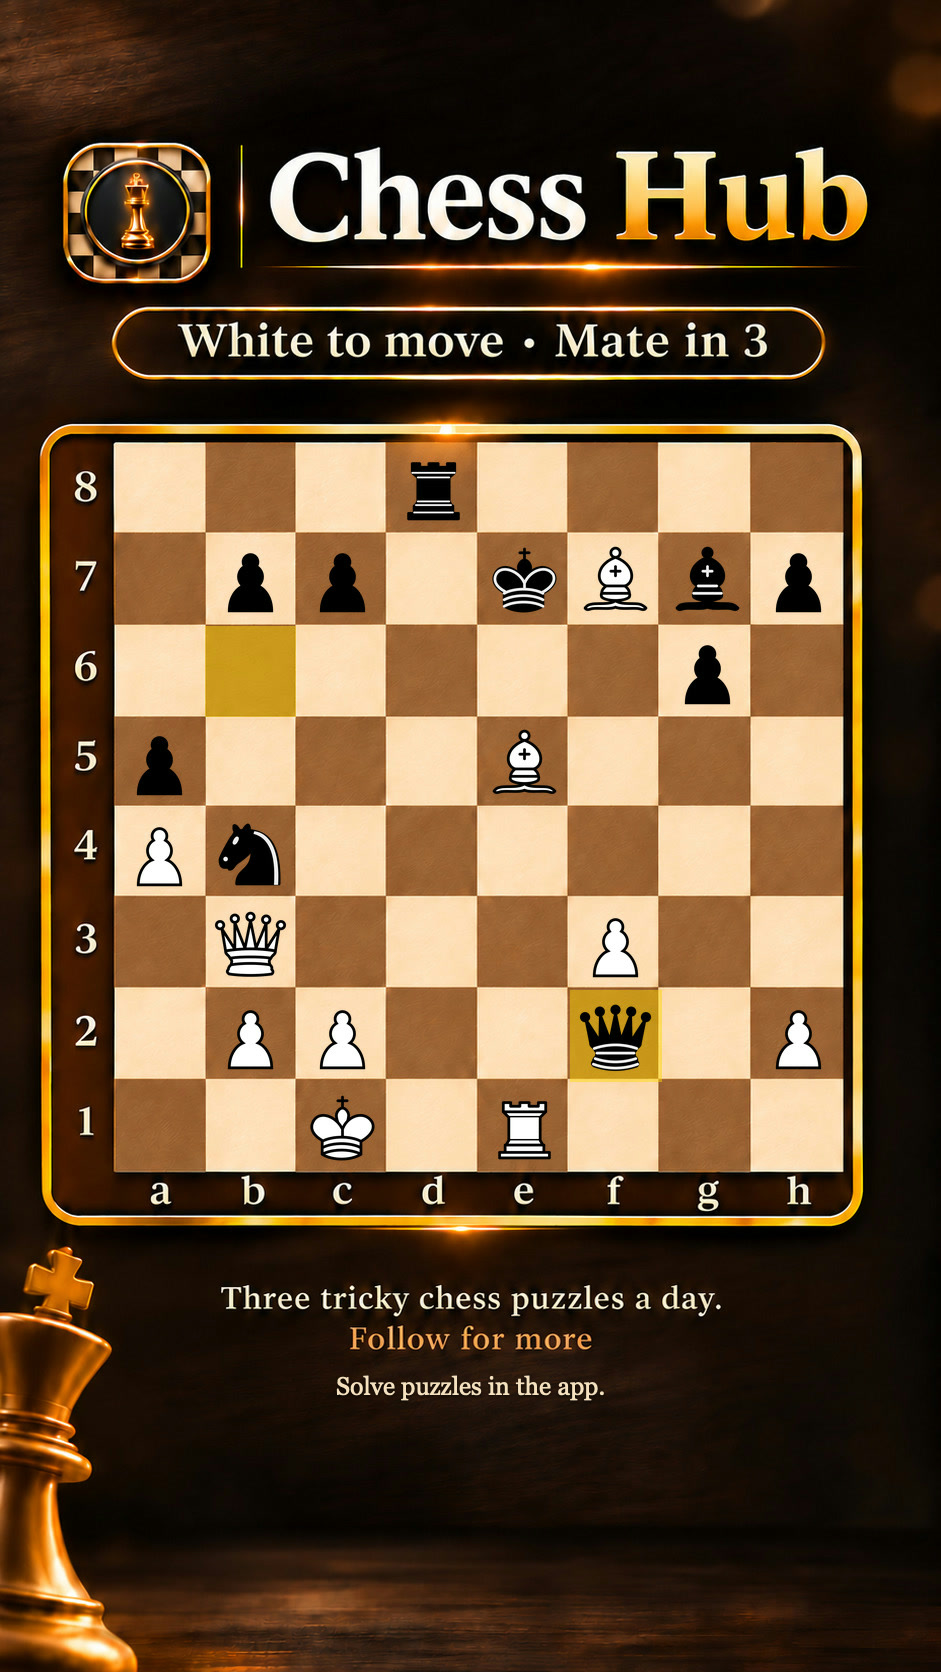 Chess Hub
White to move • Mate in 3
8
7
6
5
4
3
2
1
a b c d e f g h
Three tricky chess puzzles a day.
Follow for more
Solve puzzles in the app.